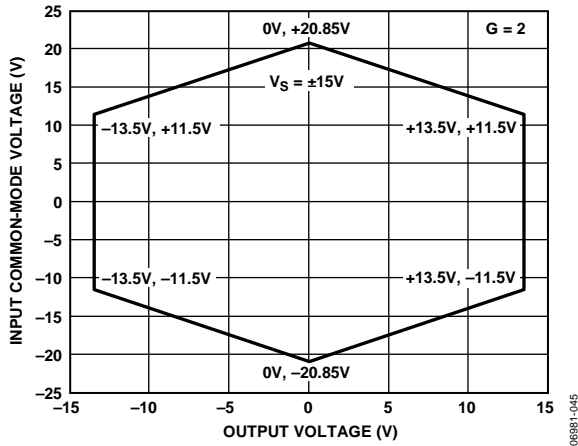 25
20
15
10
5
0
–5
–10
–15
–20
–25
–15
–10
–5
0
5
10
15
INPUT COMMON-MODE VOLTAGE (V)
OUTPUT VOLTAGE (V)
0V, +20.85V
G = 2
VS = ±15V
–13.5V, +11.5V
+13.5V, +11.5V
–13.5V, –11.5V
+13.5V, –11.5V
0V, –20.85V
08981-045